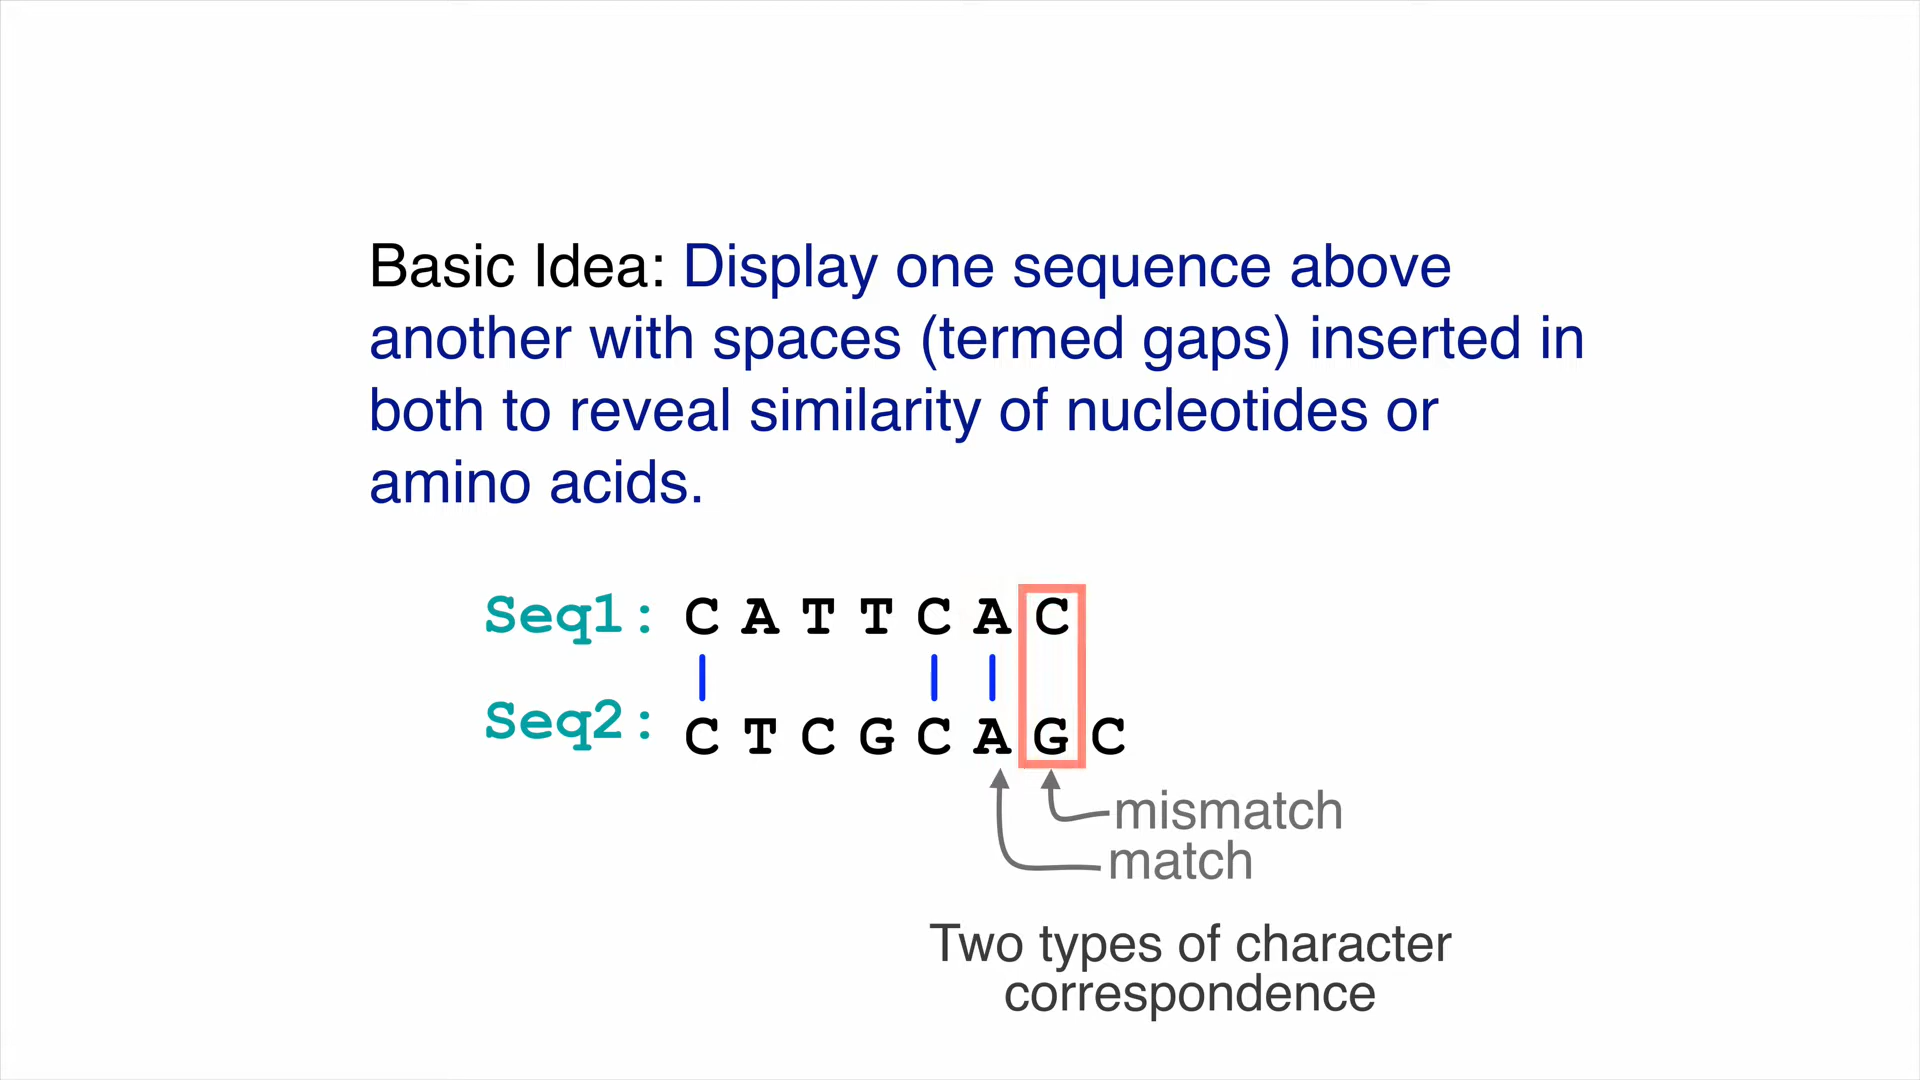 Basic Idea: Display one sequence above
another with spaces (termed gaps) inserted in
both to reveal similarity of nucleotides or
amino acids.
Seq1: C A T T C A C
Seq2: C T C G C A G C
mismatch
match
Two types of character
correspondence